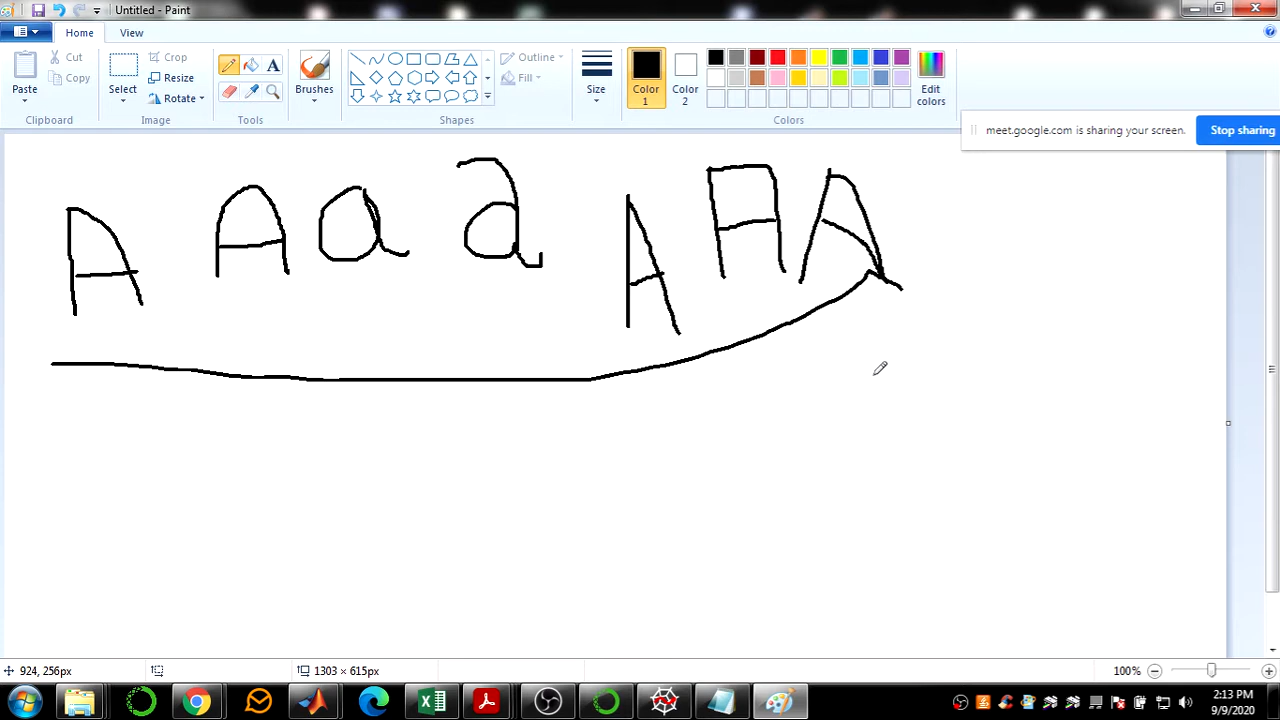 Untitled - Paint
Home View
Paste Cut Copy Select Crop Resize Rotate Brushes Outline Fill Size Color 1 Color 2 Edit colors
Clipboard Image Tools Shapes Colors
meet.google.com is sharing your screen. Stop sharing
A A a a A A A
924, 256px 1303 × 615px 100%
2:13 PM
9/9/2020